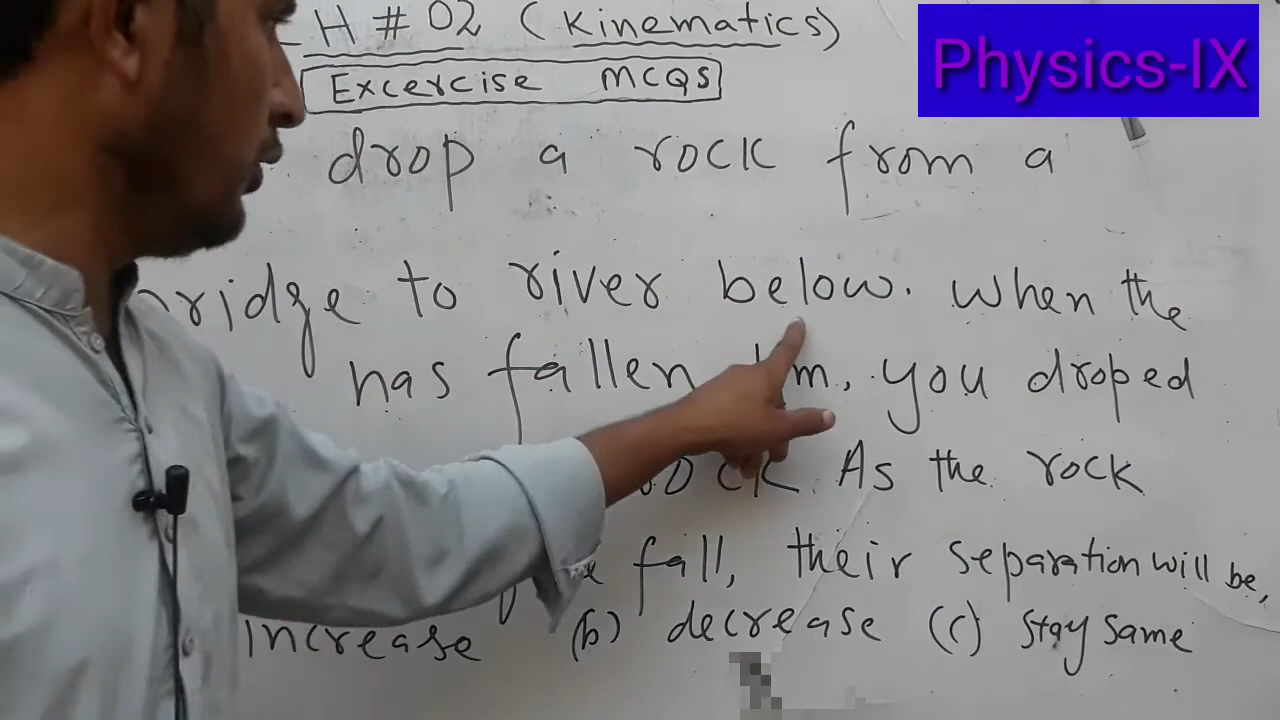 H # 02 (Kinematics)
Physics-IX
Excercise MCQS
drop a rock from a
to river below. When the
has fallen m, you droped
As the rock
fall, their separation will be,
increase (b) decrease (c) stay same